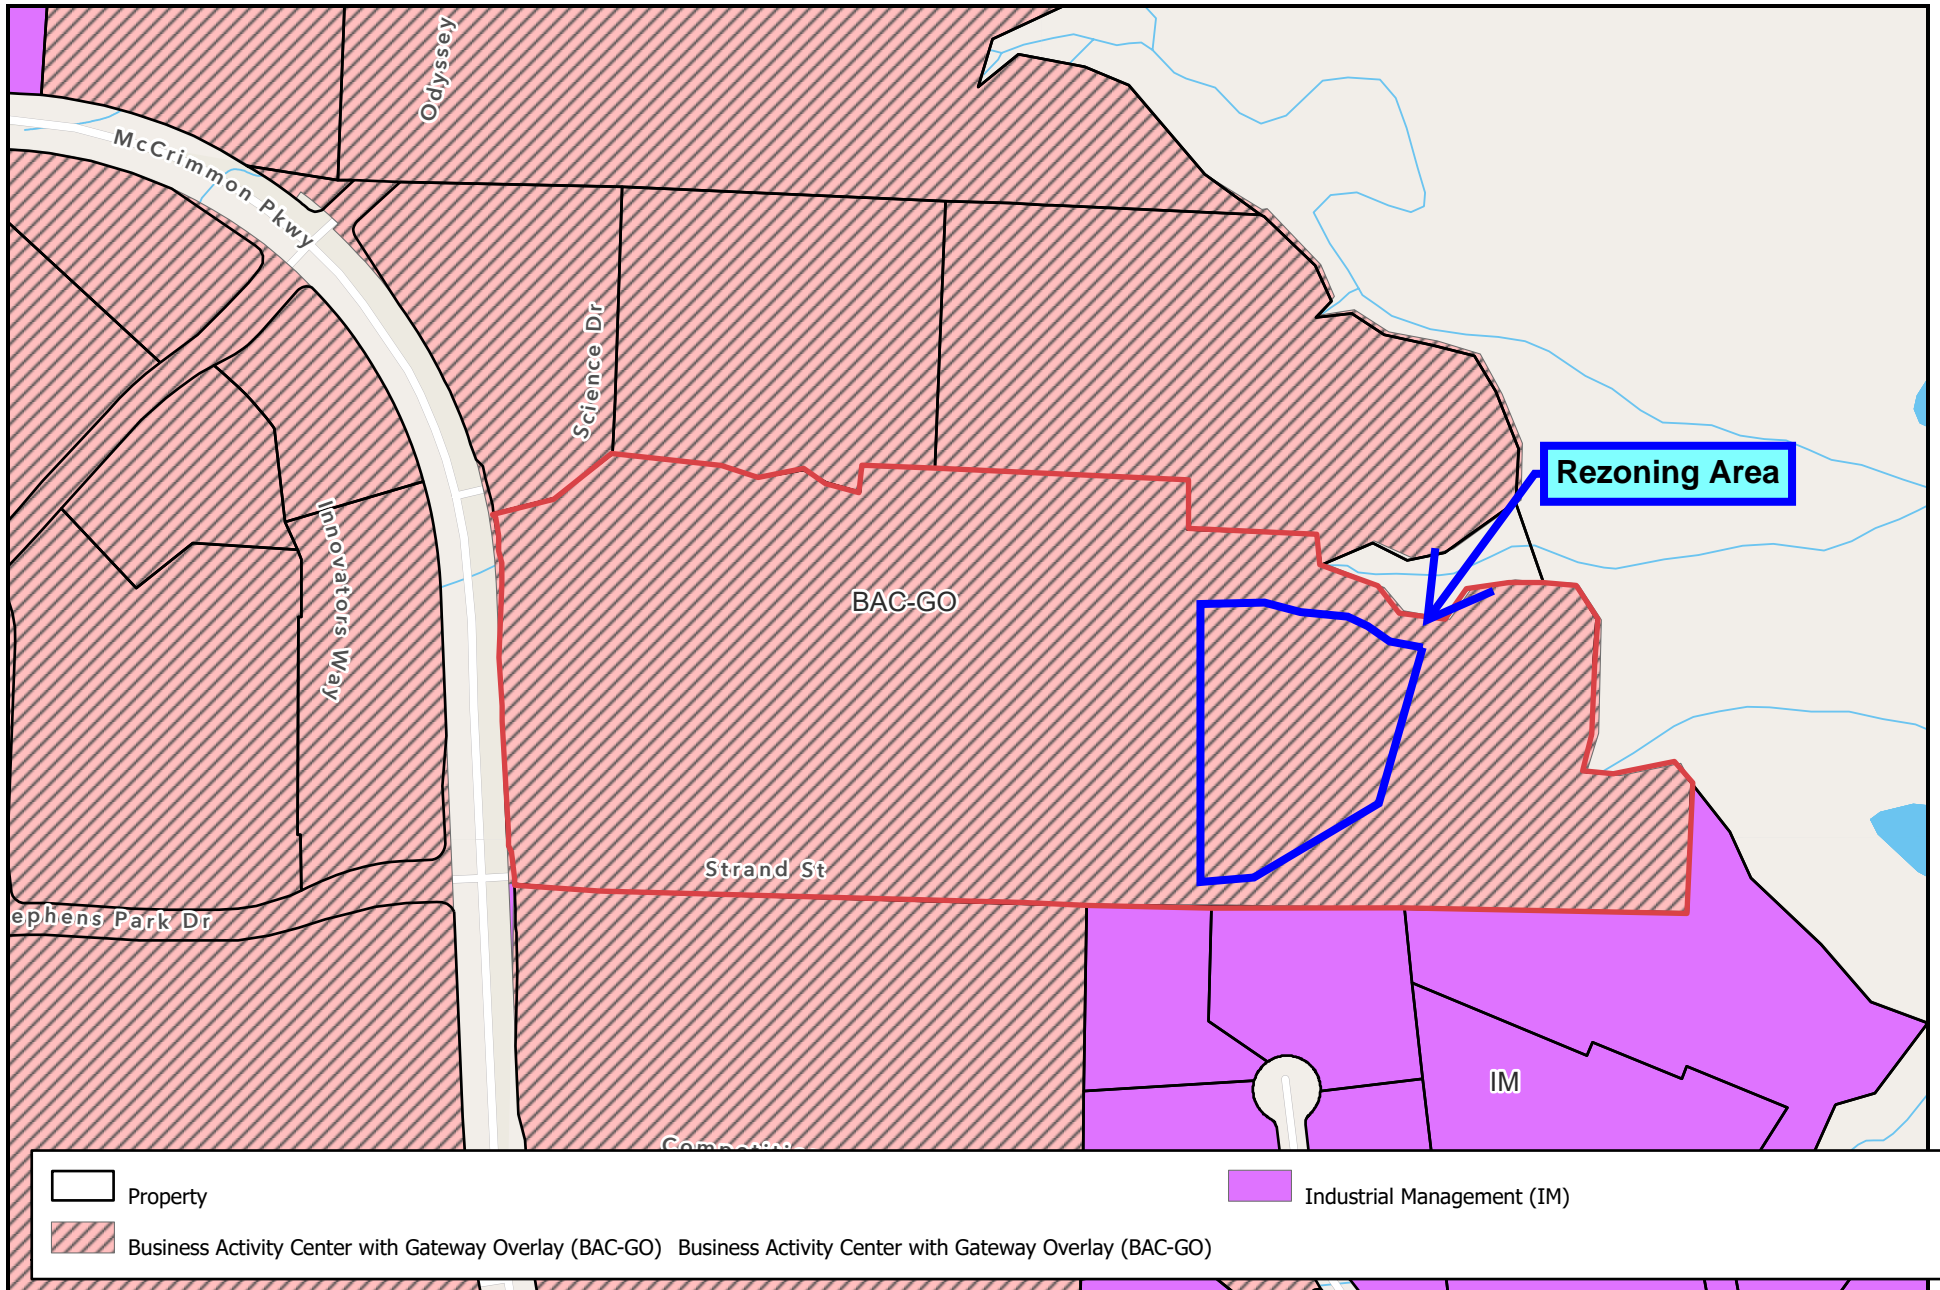 Odyssey
McCrimmon Pkwy
Science Dr
Rezoning Area
Innovators Way
BAC-GO
Strand St
ephens Park Dr
IM
Property
Industrial Management (IM)
Business Activity Center with Gateway Overlay (BAC-GO) Business Activity Center with Gateway Overlay (BAC-GO)